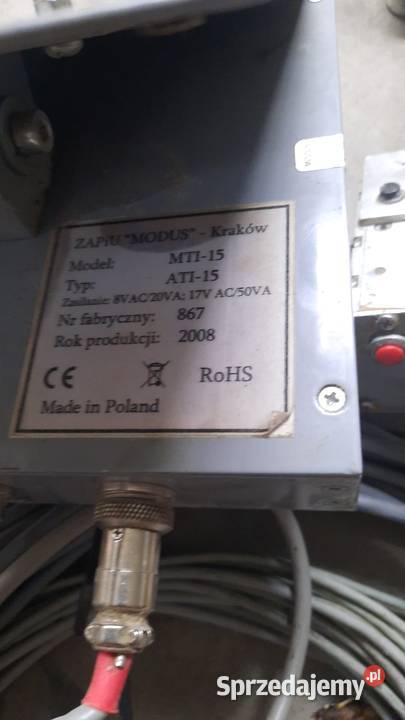 ZAPiU "MODUS" - Kraków
Model: MTI-15
Typ: ATI-15
Zasilanie: 8VAC/20VA; 17V AC/50VA
Nr fabryczny: 867
Rok produkcji: 2008
CE RoHS
Made in Poland
Sprzedajemy.pl